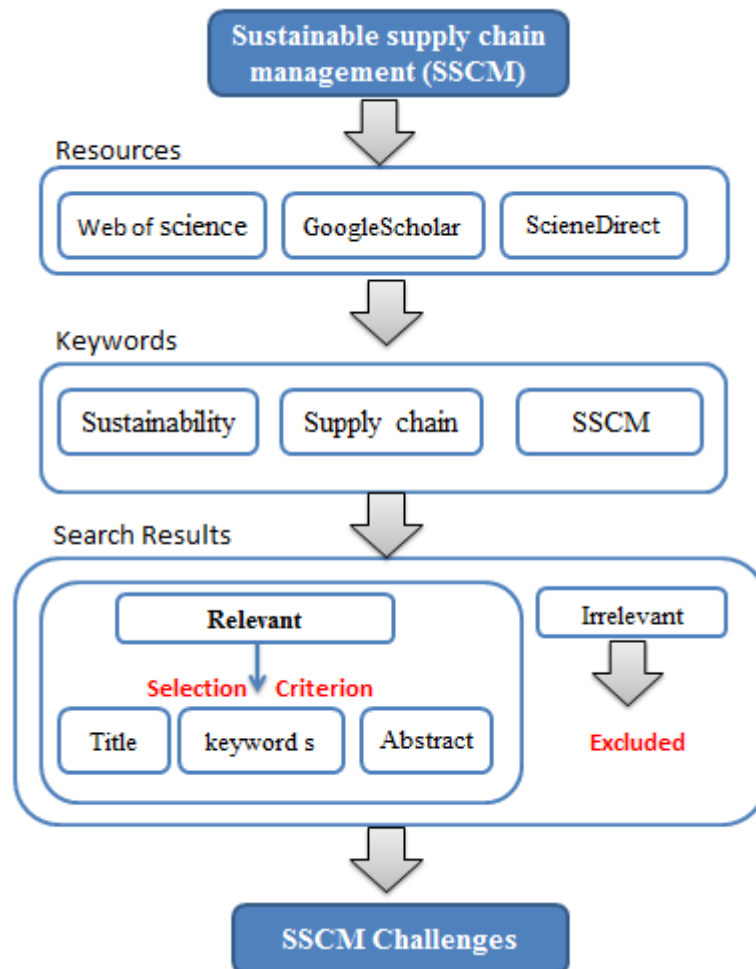 Sustainable supply chain
management (SSCM)
Resources
Web of science
GoogleScholar
ScieneDirect
Keywords
Sustainability
Supply chain
SSCM
Search Results
Relevant
Irrelevant
Selection Criterion
Title
keyword s
Abstract
Excluded
SSCM Challenges